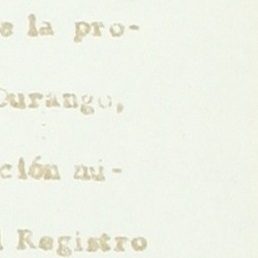 e la pro-
Durango,
ción mi-
l Registro